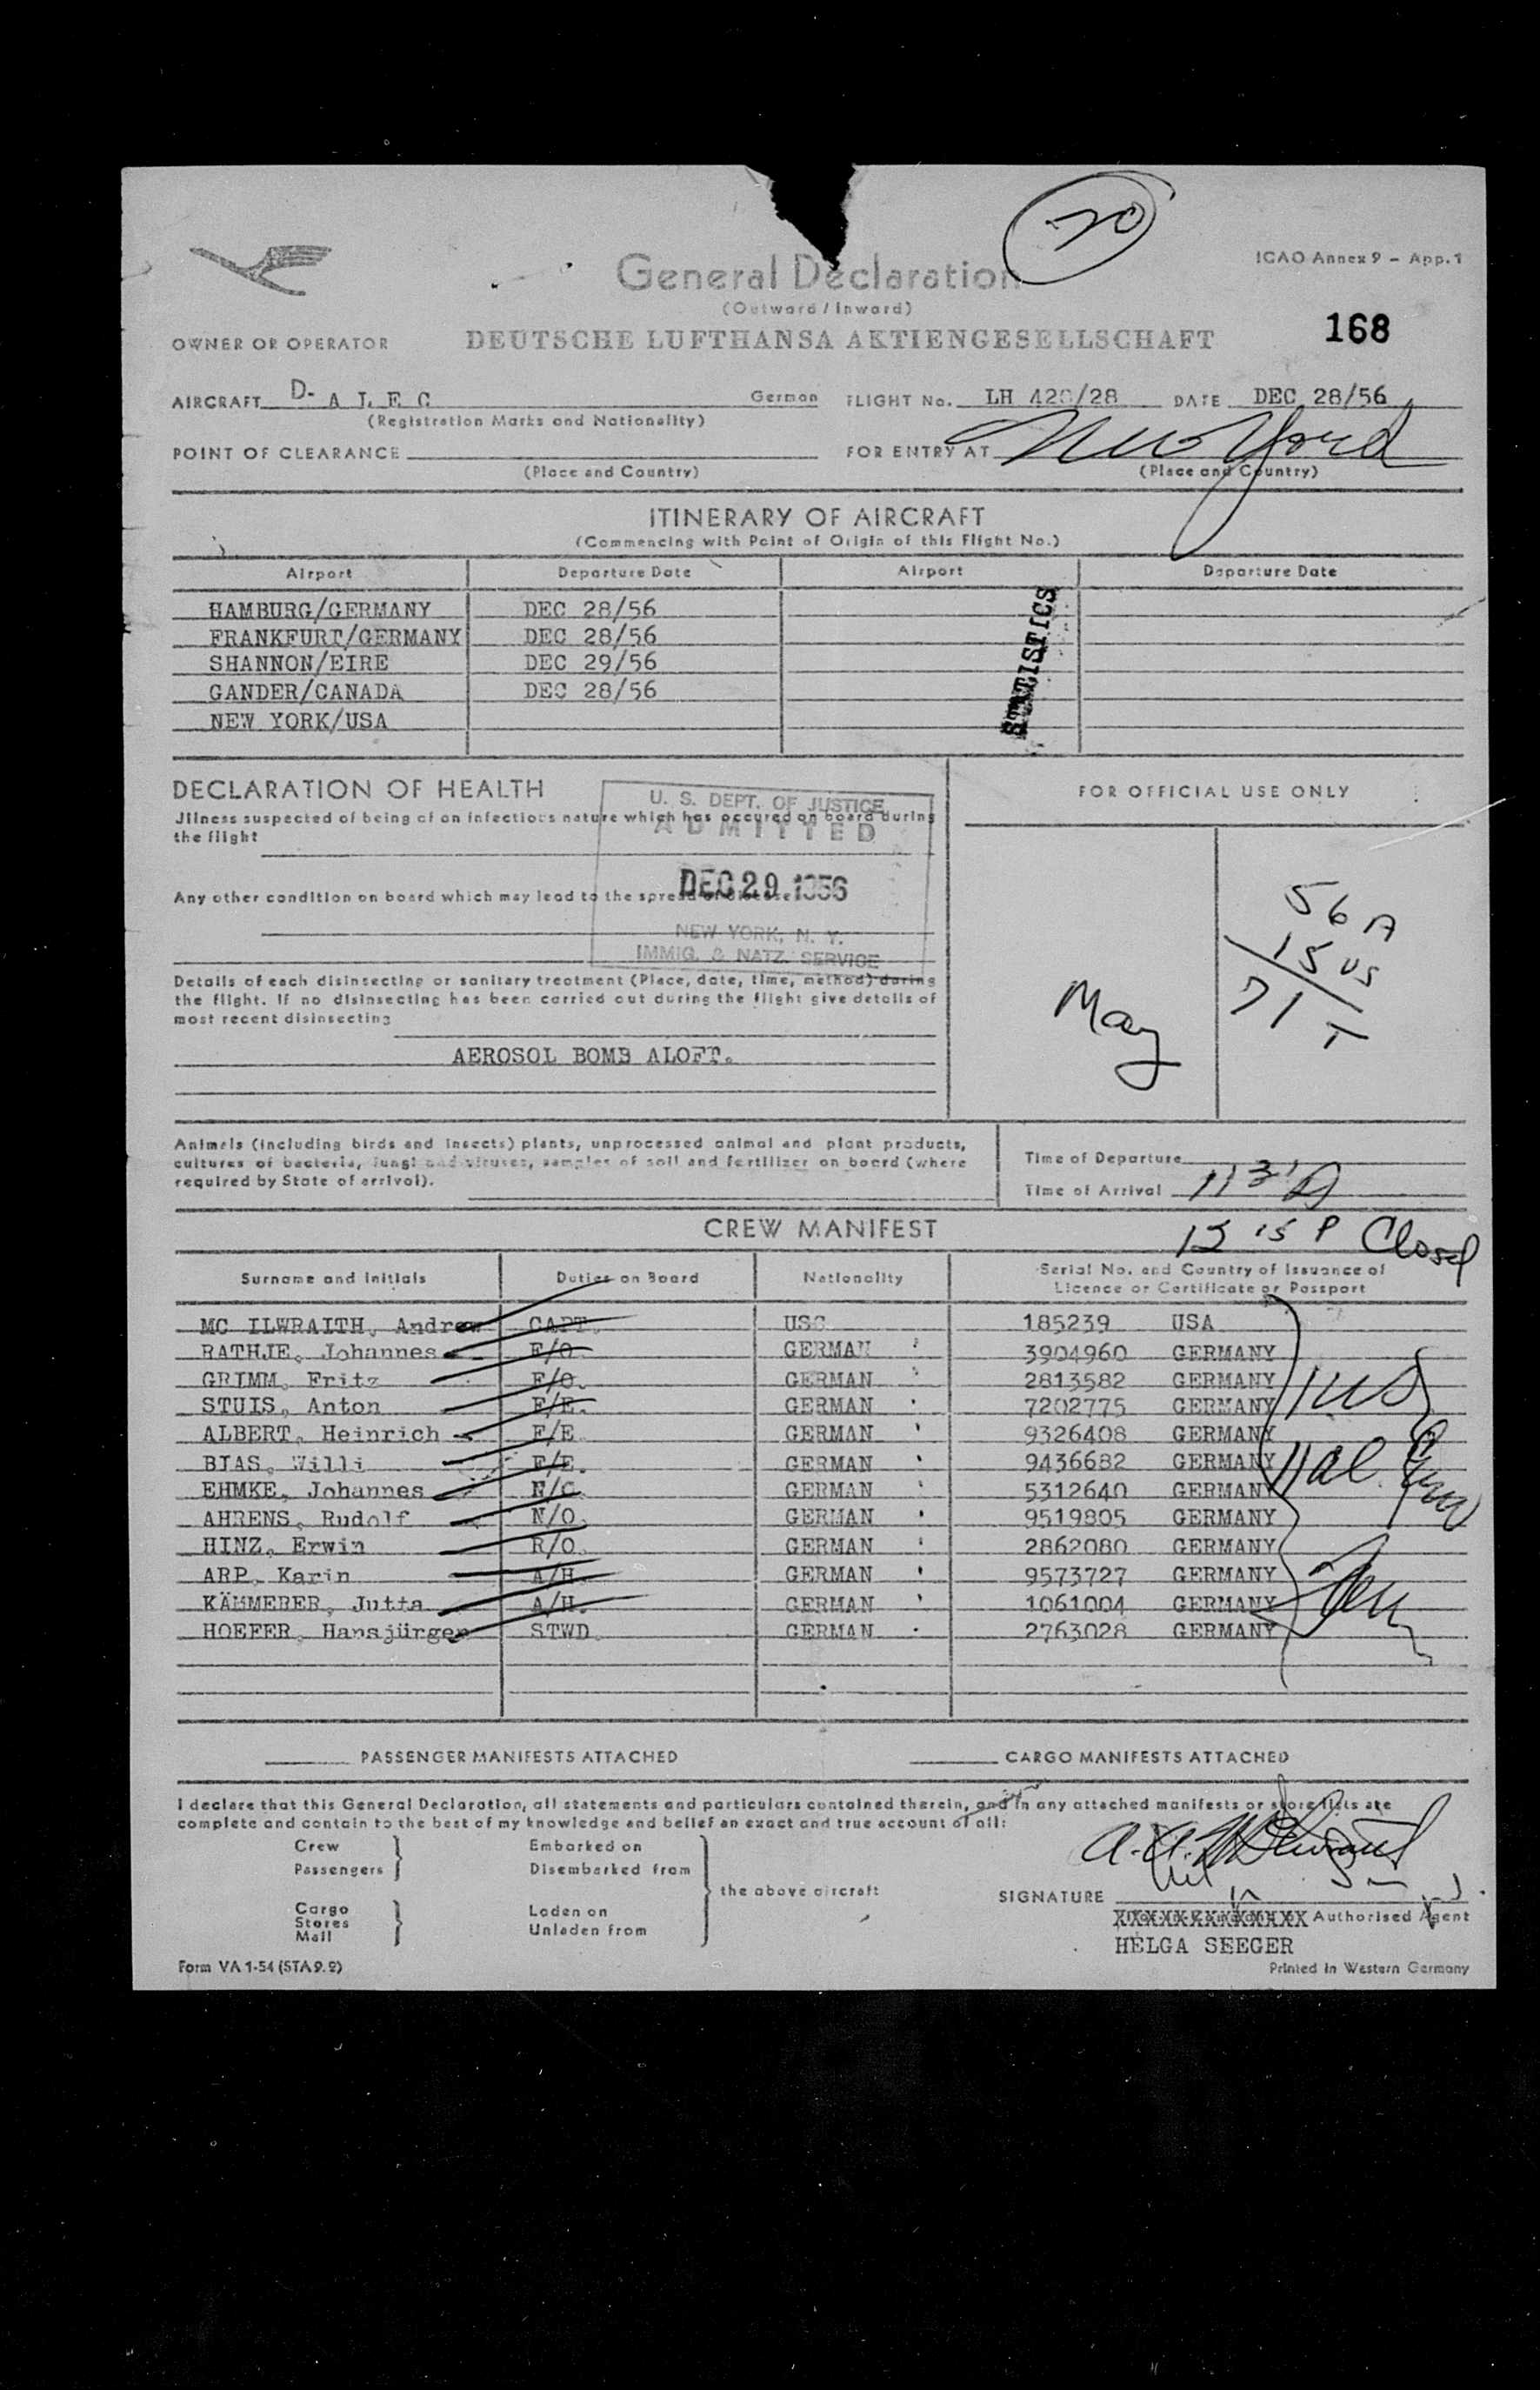 20
General Declaration
ICAO Annex 9 - App. 1
(Outward / Inward)
168
OWNER OR OPERATOR DEUTSCHE LUFTHANSA AKTIENGESELLSCHAFT
AIRCRAFT D- A L E C German FLIGHT No. LH 420/28 DATE DEC 28/56
(Registration Marks and Nationality)
POINT OF CLEARANCE FOR ENTRY AT New York
(Place and Country) (Place and Country)
ITINERARY OF AIRCRAFT
(Commencing with Point of Origin of this Flight No.)
Airport Departure Date Airport Departure Date
HAMBURG/GERMANY DEC 28/56
FRANKFURT/GERMANY DEC 28/56
SHANNON/EIRE DEC 29/56
GANDER/CANADA DEC 28/56
NEW YORK/USA
STATISTICS
DECLARATION OF HEALTH
FOR OFFICIAL USE ONLY
U. S. DEPT. OF JUSTICE
Jllness suspected of being of an infectious nature which has occured on board during
ADMITTED
the flight
DEC 29 1956
Any other condition on board which may lead to the spread of disease
NEW YORK, N. Y.
IMMIG. & NATZ. SERVICE
56 A
15 US
71 T
May
Details of each disinsecting or sanitary treatment (Place, date, time, method) during
the flight. If no disinsecting has been carried out during the flight give details of
most recent disinsecting
AEROSOL BOMB ALOFT.
Animals (including birds and insects) plants, unprocessed animal and plant products,
cultures of bacteria, fungi and viruses, samples of soil and fertilizer on board (where
required by State of arrival).
Time of Departure
Time of Arrival
CREW MANIFEST
15 P Closed
Surname and Initials Duties on Board Nationality Serial No. and Country of Issuance of
Licence or Certificate or Passport
MC ILWRAITH, Andrew CAPT. USC 185239 USA
RATHJE, Johannes F/O. GERMAN 3904960 GERMANY
GRIMM, Fritz F/O. GERMAN 2813582 GERMANY
STUIS, Anton F/E. GERMAN 7202775 GERMANY
ALBERT, Heinrich F/E. GERMAN 9326408 GERMANY
BIAS, Willi F/E. GERMAN 9436682 GERMANY
EHMKE, Johannes N/O. GERMAN 5312640 GERMANY
AHRENS, Rudolf N/O. GERMAN 9519805 GERMANY
HINZ, Erwin R/O. GERMAN 2862080 GERMANY
ARP, Karin A/H. GERMAN 9573727 GERMANY
KÄMMERER, Jutta A/H. GERMAN 1061004 GERMANY
HOEFER, Hansjürgen STWD. GERMAN 2763028 GERMANY
1 US
11 al.
PASSENGER MANIFESTS ATTACHED CARGO MANIFESTS ATTACHED
I declare that this General Declaration, all statements and particulars contained therein, and in any attached manifests or store lists are
complete and contain to the best of my knowledge and belief an exact and true account of all:
Crew Embarked on
Passengers Disembarked from
the above aircraft
Cargo Laden on
Stores
Mail Unladen from
SIGNATURE
Authorised Agent
HELGA SEEGER
Form VA 1-54 (STA 9.2)
Printed in Western Germany